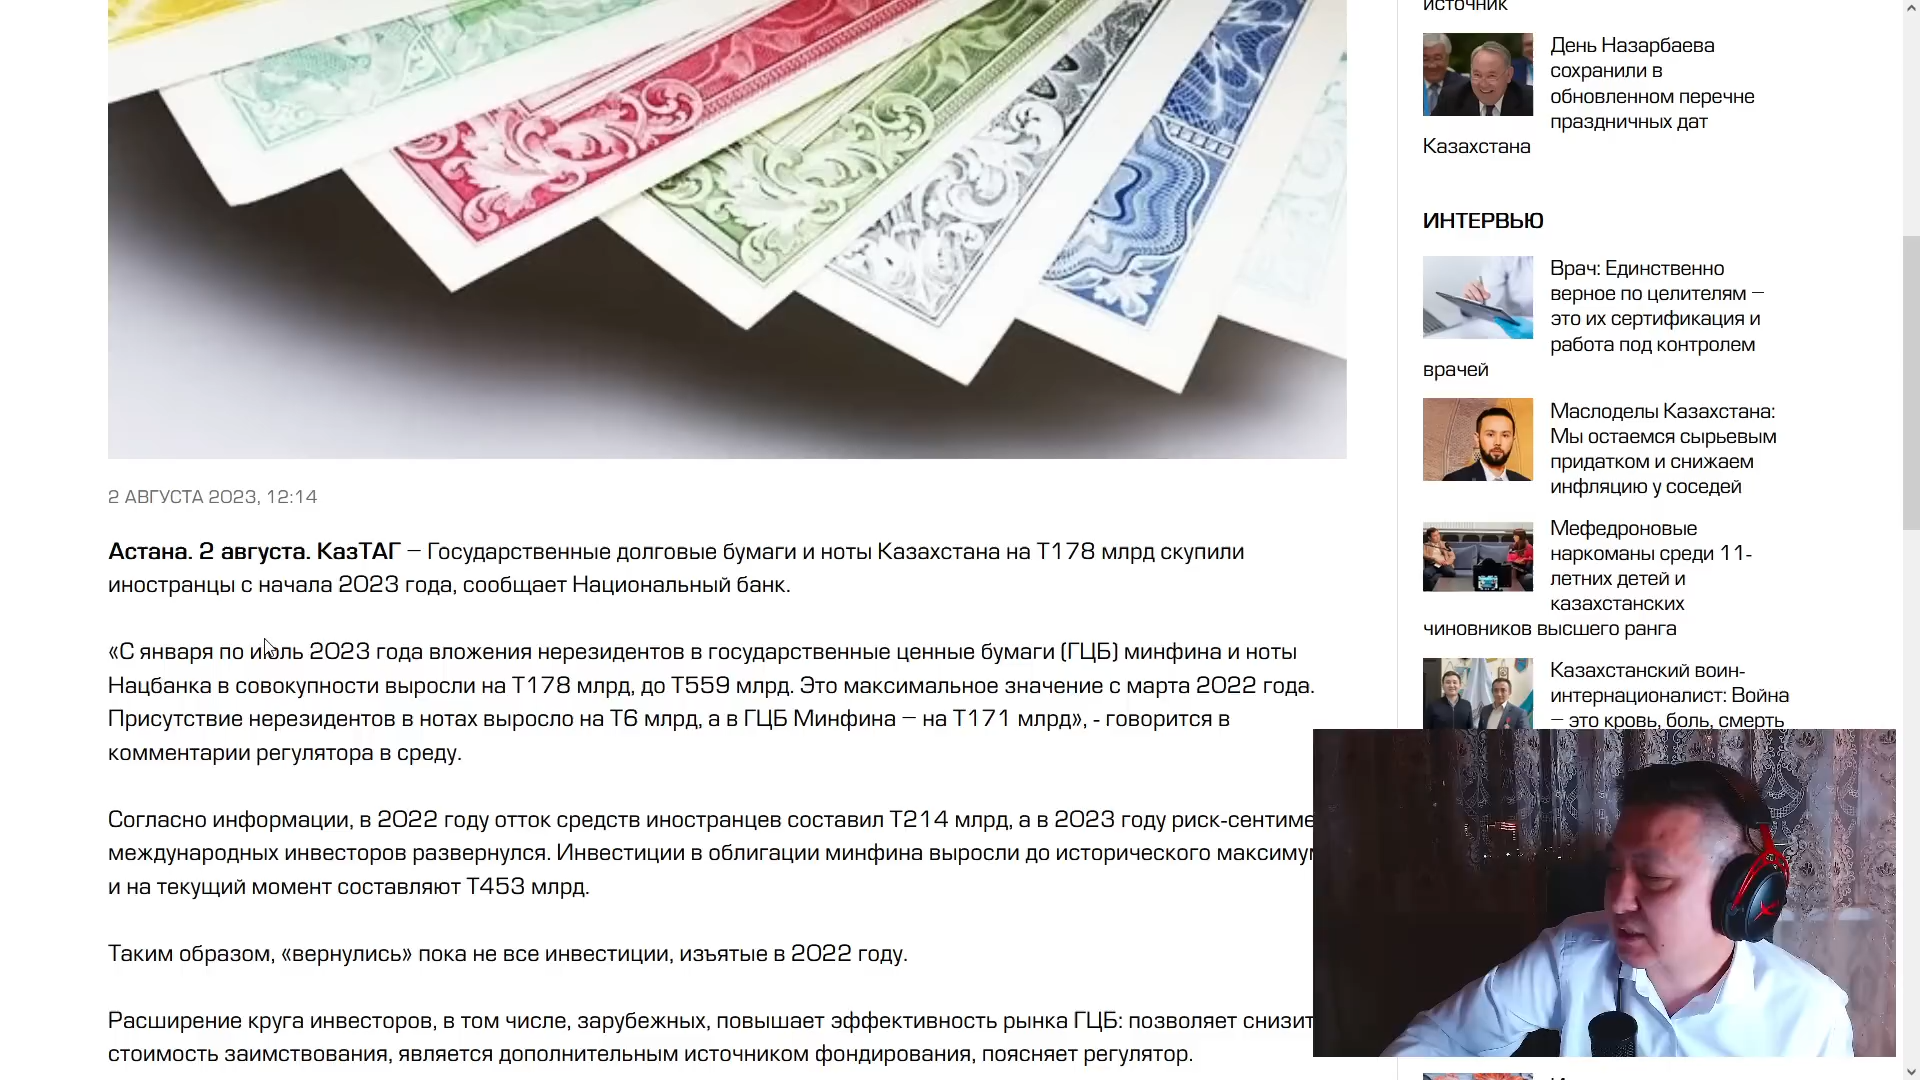 2 АВГУСТА 2023, 12:14
Астана. 2 августа. КазТАГ – Государственные долговые бумаги и ноты Казахстана на Т178 млрд скупили
иностранцы с начала 2023 года, сообщает Национальный банк.
«С января по июль 2023 года вложения нерезидентов в государственные ценные бумаги (ГЦБ) минфина и ноты
Нацбанка в совокупности выросли на Т178 млрд, до Т559 млрд. Это максимальное значение с марта 2022 года.
Присутствие нерезидентов в нотах выросло на Т6 млрд, а в ГЦБ Минфина – на Т171 млрд», - говорится в
комментарии регулятора в среду.
Согласно информации, в 2022 году отток средств иностранцев составил Т214 млрд, а в 2023 году риск-сентиме
международных инвесторов развернулся. Инвестиции в облигации минфина выросли до исторического максиму
и на текущий момент составляют Т453 млрд.
Таким образом, «вернулись» пока не все инвестиции, изъятые в 2022 году.
Расширение круга инвесторов, в том числе, зарубежных, повышает эффективность рынка ГЦБ: позволяет снизит
стоимость заимствования, является дополнительным источником фондирования, поясняет регулятор.
источник
День Назарбаева
сохранили в
обновленном перечне
праздничных дат
Казахстана
ИНТЕРВЬЮ
Врач: Единственно
верное по целителям –
это их сертификация и
работа под контролем
врачей
Маслоделы Казахстана:
Мы остаемся сырьевым
придатком и снижаем
инфляцию у соседей
Мефедроновые
наркоманы среди 11-
летних детей и
казахстанских
чиновников высшего ранга
Казахстанский воин-
интернационалист: Война
– это кровь, боль, смерть